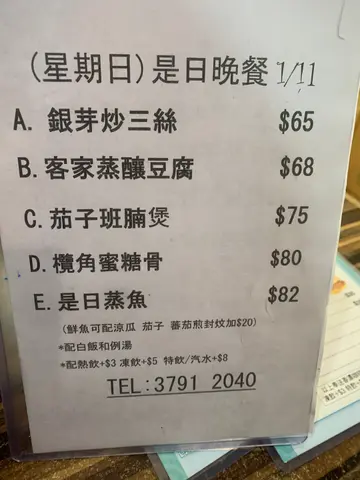 (星期日)是日晚餐 1/11
A. 銀芽炒三絲 $65
B. 客家蒸釀豆腐 $68
C. 茄子班腩煲 $75
D. 欖角蜜糖骨 $80
E. 是日蒸魚 $82
(鮮魚可配涼瓜 茄子 蕃茄煎封炆加$20)
*配白飯和例湯
*配熱飲+$3 凍飲+$5 特飲/汽水+$8
TEL:3791 2040